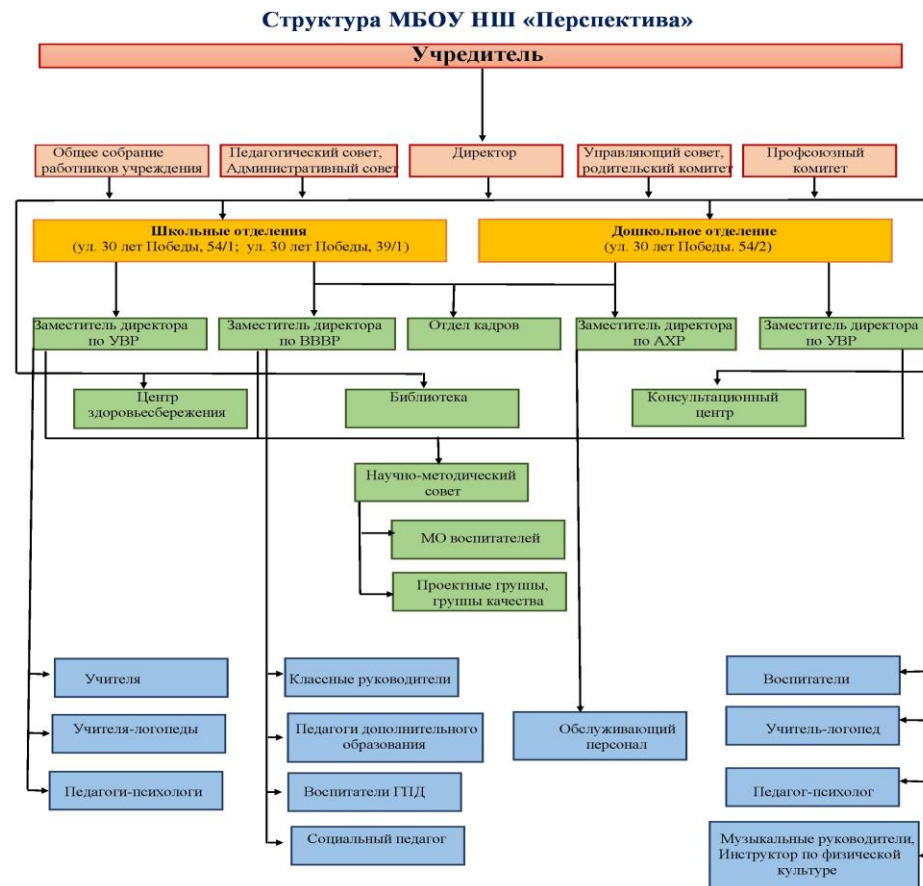 Структура МБОУ НШ «Перспектива»
Учредитель
Общее собрание
работников учреждения
Педагогический совет,
Административный совет
Директор
Управляющий совет,
родительский комитет
Профсоюзный
комитет
Школьные отделения
(ул. 30 лет Победы, 54/1; ул. 30 лет Победы, 39/1)
Дошкольное отделение
(ул. 30 лет Победы. 54/2)
Заместитель директора
по УВР
Заместитель директора
по ВВВР
Отдел кадров
Заместитель директора
по АХР
Заместитель директора
по УВР
Центр
здоровьесбережения
Библиотека
Консультационный
центр
Научно-методический
совет
МО воспитателей
Проектные группы,
группы качества
Учителя
Классные руководители
Воспитатели
Учителя-логопеды
Педагоги дополнительного
образования
Обслуживающий
персонал
Учитель-логопед
Педагоги-психологи
Воспитатели ГПД
Педагог-психолог
Социальный педагог
Музыкальные руководители,
Инструктор по физической
культуре